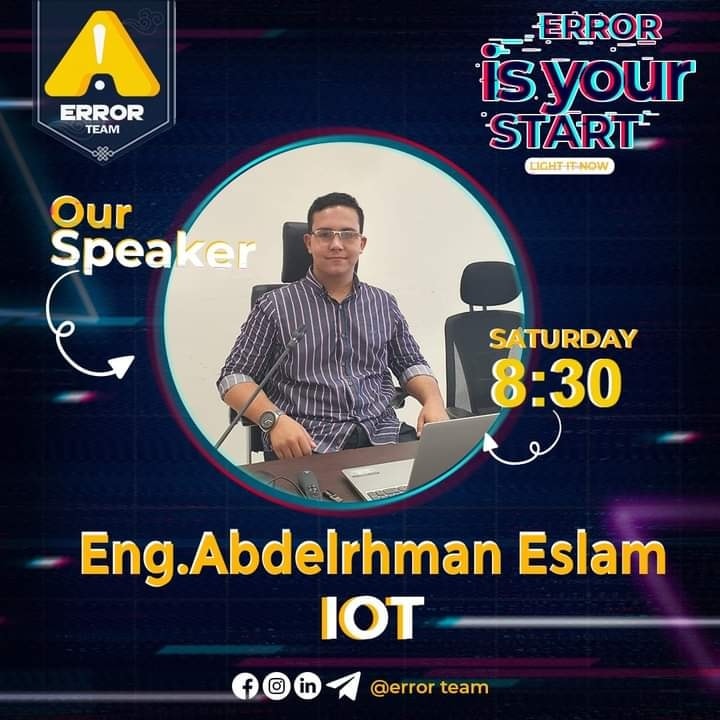 ERROR
TEAM
ERROR
is your
START
LIGHT IT NOW
Our
Speaker
SATURDAY
8:30
Eng.Abdelrhman Eslam
IOT
@error team